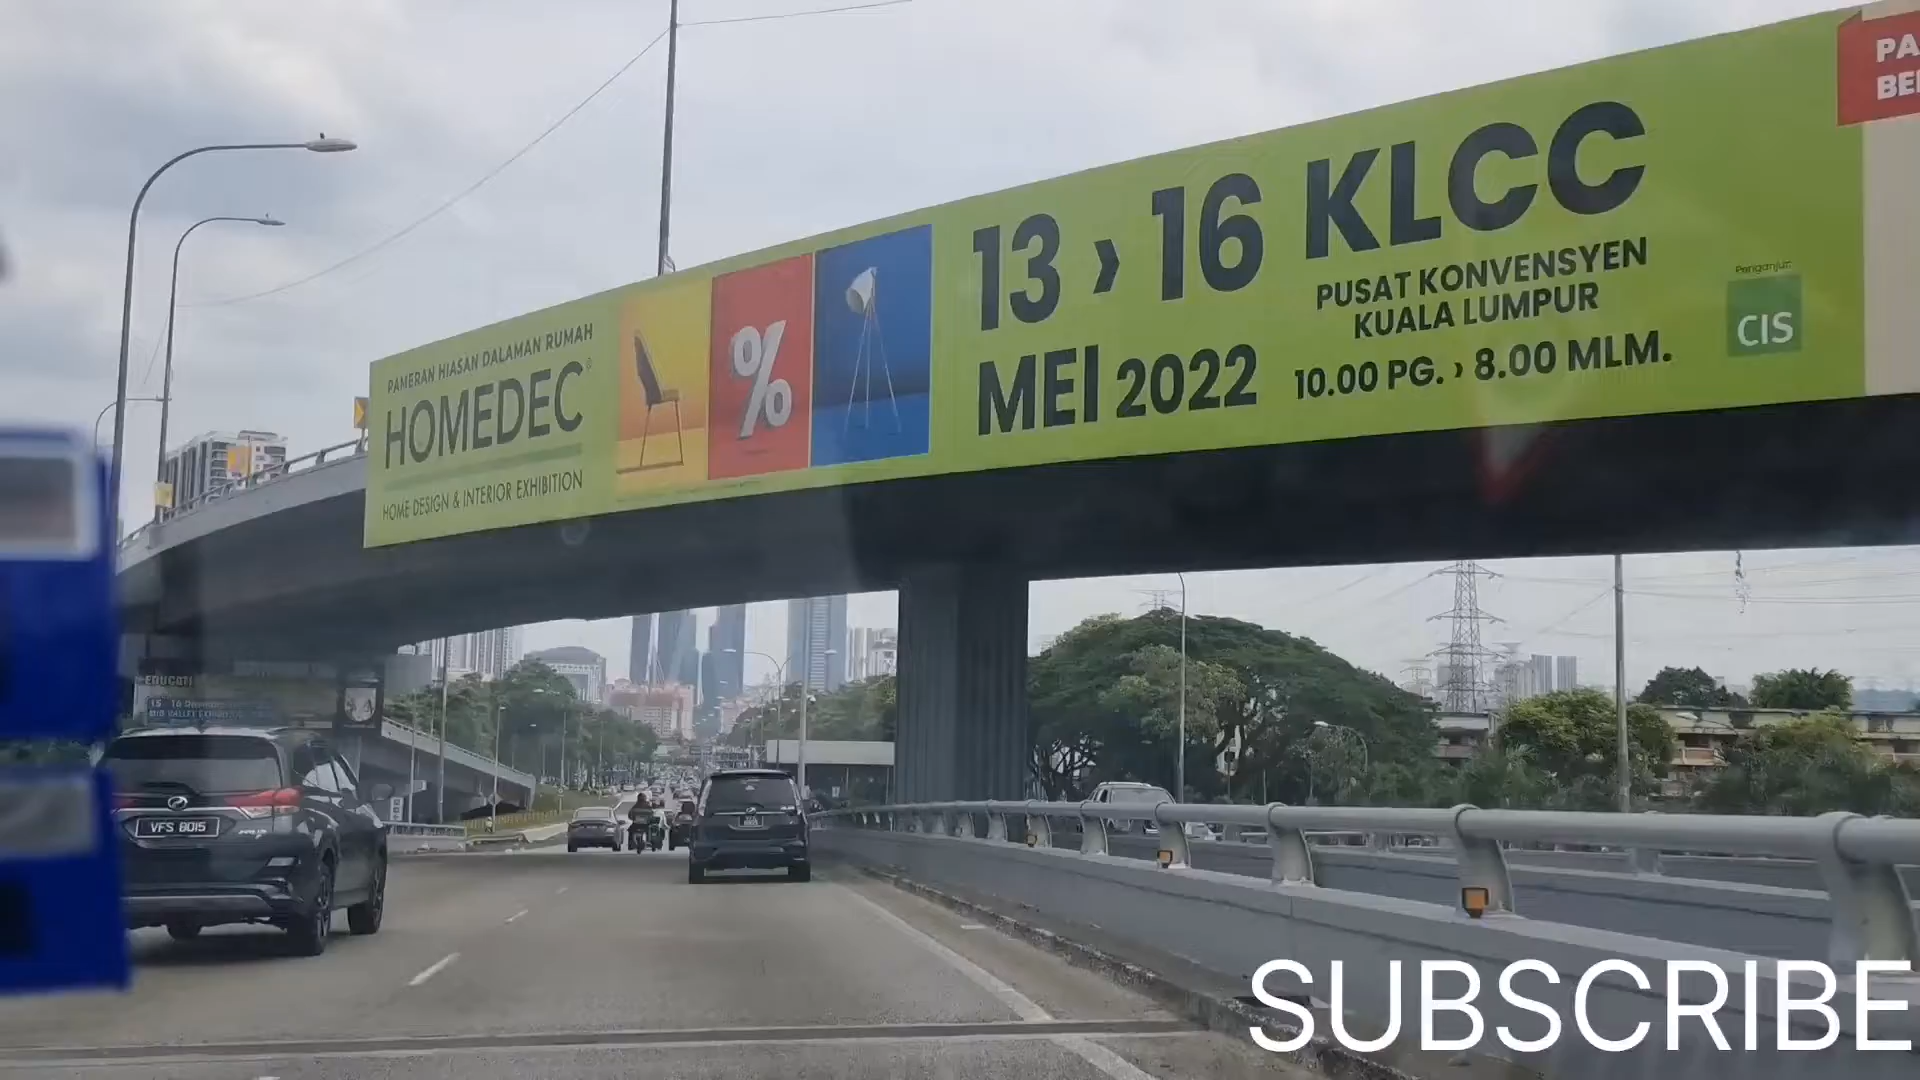 PAMERAN HIASAN DALAMAN RUMAH
HOMEDEC®
HOME DESIGN & INTERIOR EXHIBITION
%
13 › 16
MEI 2022
KLCC
PUSAT KONVENSYEN
KUALA LUMPUR
10.00 PG. › 8.00 MLM.
Penganjur:
CIS
PA
BE
EDUCATI
VFS 8015
SUBSCRIBE